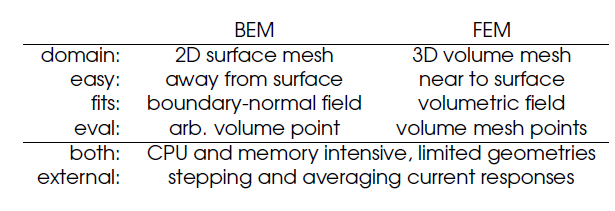 BEM FEM
domain: 2D surface mesh 3D volume mesh
easy: away from surface near to surface
fits: boundary-normal field volumetric field
eval: arb. volume point volume mesh points
both: CPU and memory intensive, limited geometries
external: stepping and averaging current responses